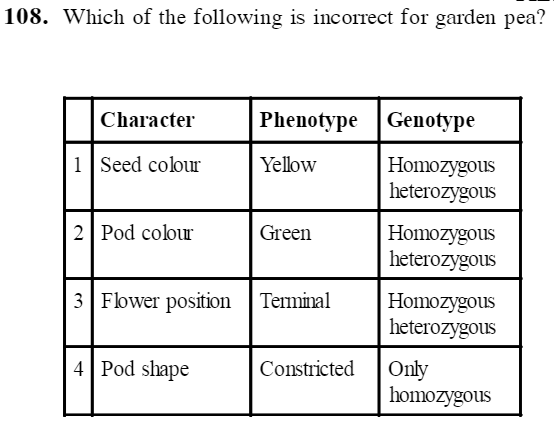 108. Which of the following is incorrect for garden pea?
Character Phenotype Genotype
1 Seed colour Yellow Homozygous
heterozygous
2 Pod colour Green Homozygous
heterozygous
3 Flower position Terminal Homozygous
heterozygous
4 Pod shape Constricted Only
homozygous